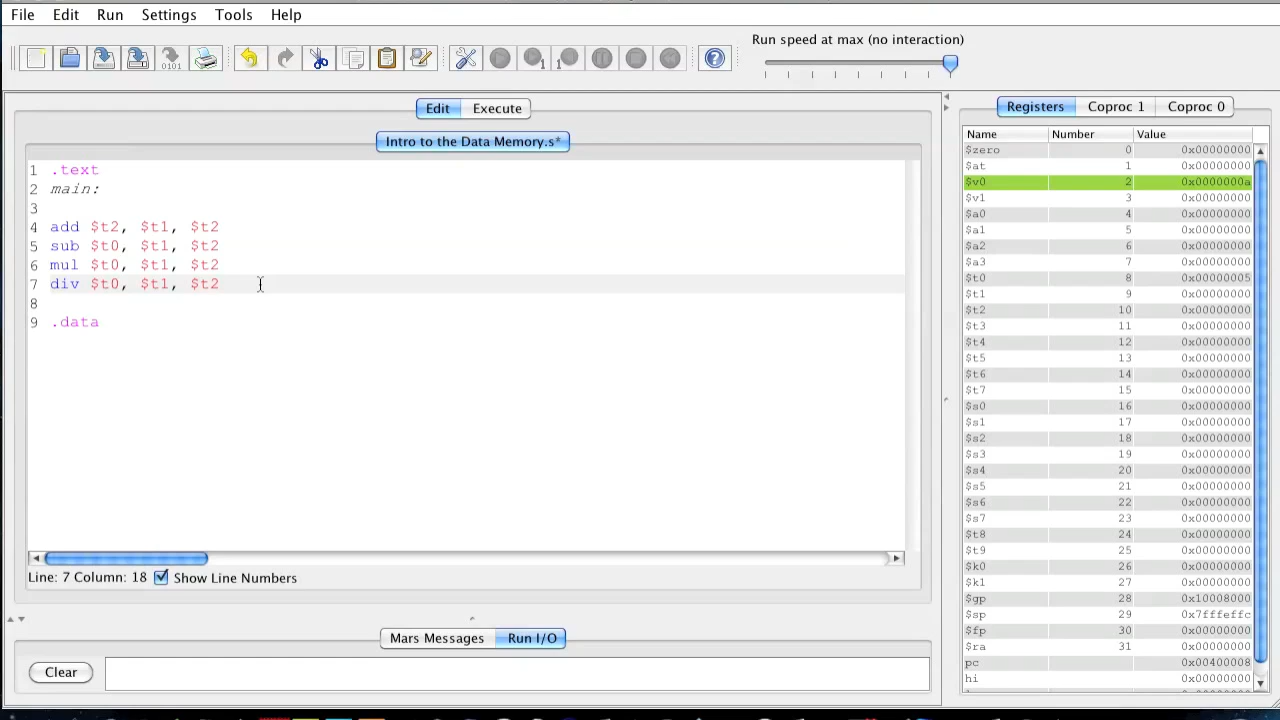 File Edit Run Settings Tools Help
Run speed at max (no interaction)
Edit Execute
Intro to the Data Memory.s*
1 .text
2 main:
3
4 add $t2, $t1, $t2
5 sub $t0, $t1, $t2
6 mul $t0, $t1, $t2
7 div $t0, $t1, $t2
8
9 .data
Line: 7 Column: 18 Show Line Numbers
Mars Messages Run I/O
Clear
Registers Coproc 1 Coproc 0
Name Number Value
$zero 0 0x00000000
$at 1 0x00000000
$v0 2 0x0000000a
$v1 3 0x00000000
$a0 4 0x00000000
$a1 5 0x00000000
$a2 6 0x00000000
$a3 7 0x00000000
$t0 8 0x00000005
$t1 9 0x00000000
$t2 10 0x00000000
$t3 11 0x00000000
$t4 12 0x00000000
$t5 13 0x00000000
$t6 14 0x00000000
$t7 15 0x00000000
$s0 16 0x00000000
$s1 17 0x00000000
$s2 18 0x00000000
$s3 19 0x00000000
$s4 20 0x00000000
$s5 21 0x00000000
$s6 22 0x00000000
$s7 23 0x00000000
$t8 24 0x00000000
$t9 25 0x00000000
$k0 26 0x00000000
$k1 27 0x00000000
$gp 28 0x10008000
$sp 29 0x7fffeffc
$fp 30 0x00000000
$ra 31 0x00000000
pc 0x00400008
hi 0x00000000